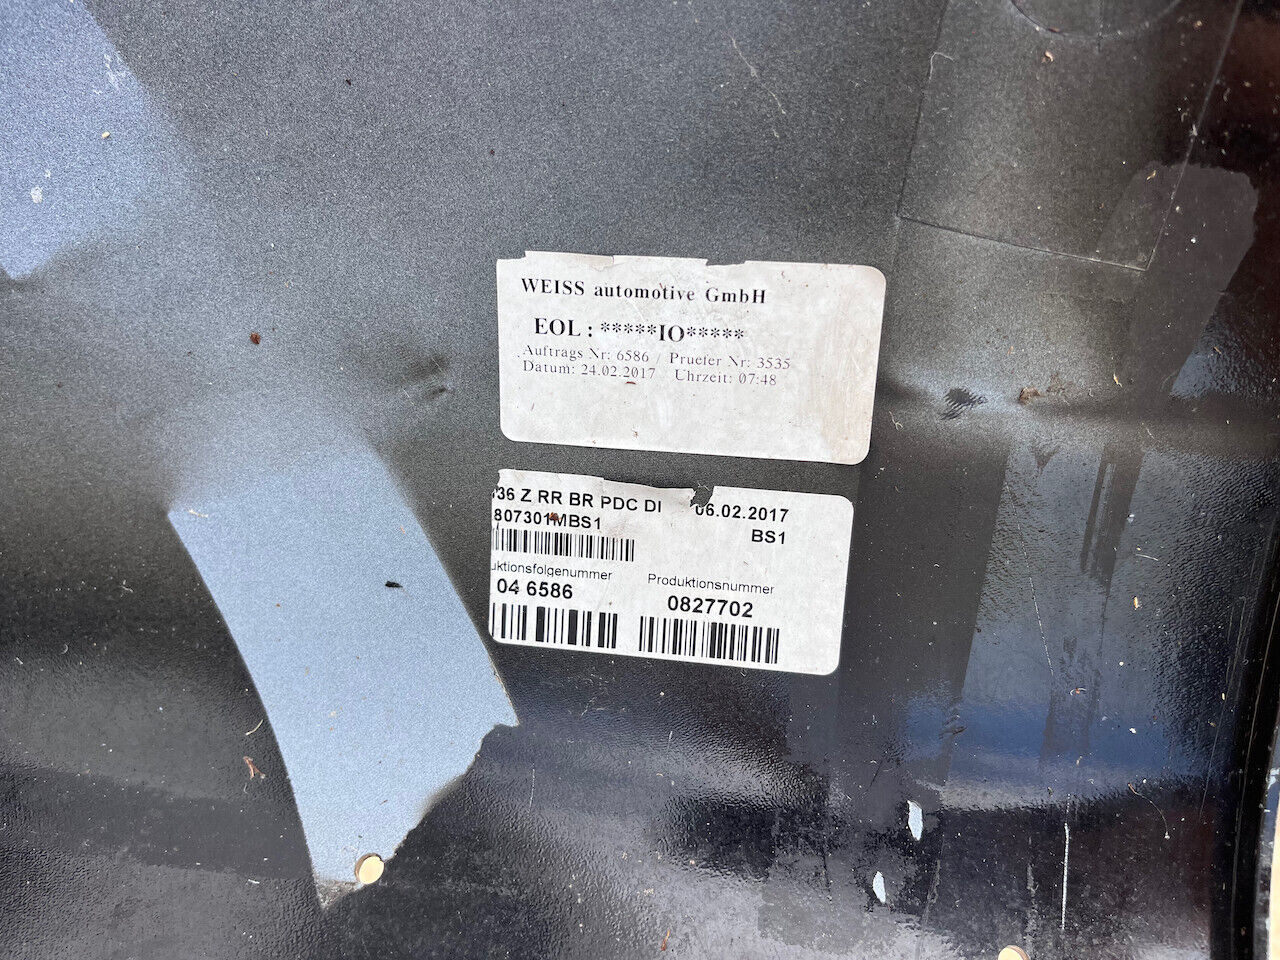 WEISS automotive GmbH
EOL : *****IO*****
Auftrags Nr: 6586 / Pruefer Nr: 3535
Datum: 24.02.2017 Uhrzeit: 07:48
36 Z RR BR PDC DI 06.02.2017
807301MBS1 BS1
uktionsfolgenummer Produktionsnummer
04 6586 0827702